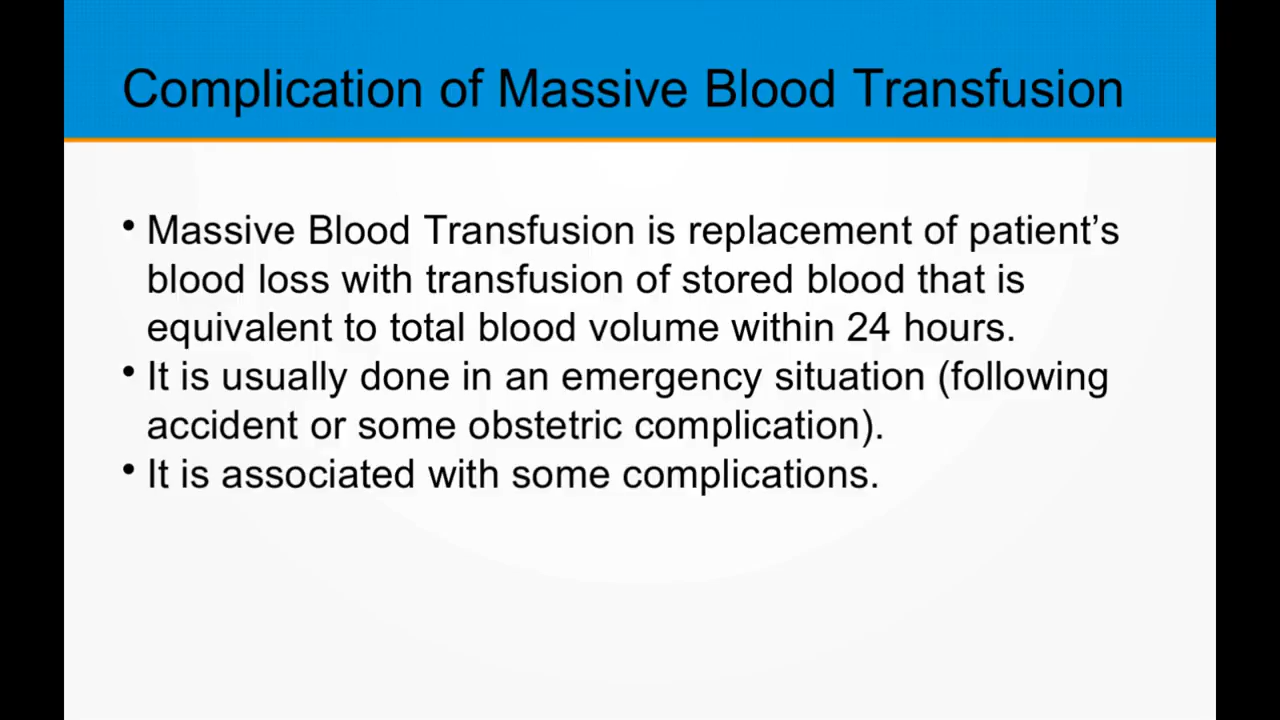 Complication of Massive Blood Transfusion
• Massive Blood Transfusion is replacement of patient’s
blood loss with transfusion of stored blood that is
equivalent to total blood volume within 24 hours.
• It is usually done in an emergency situation (following
accident or some obstetric complication).
• It is associated with some complications.